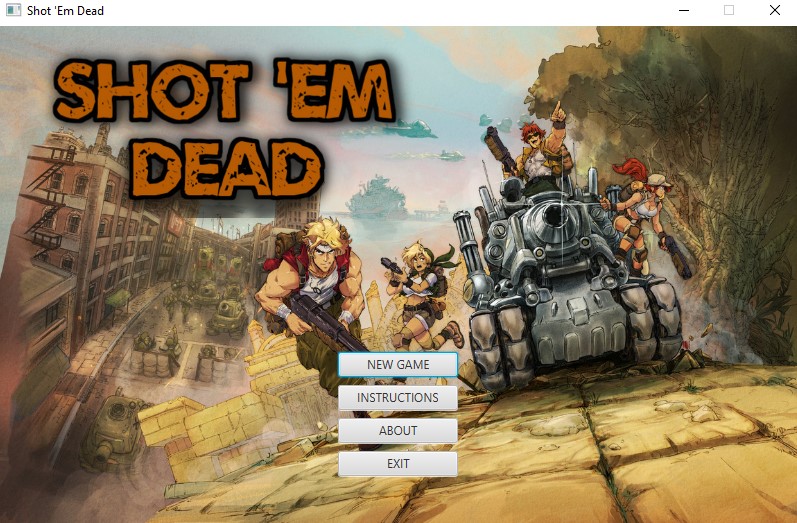 Shot 'Em Dead
SHOT 'EM
DEAD
NEW GAME
INSTRUCTIONS
ABOUT
EXIT